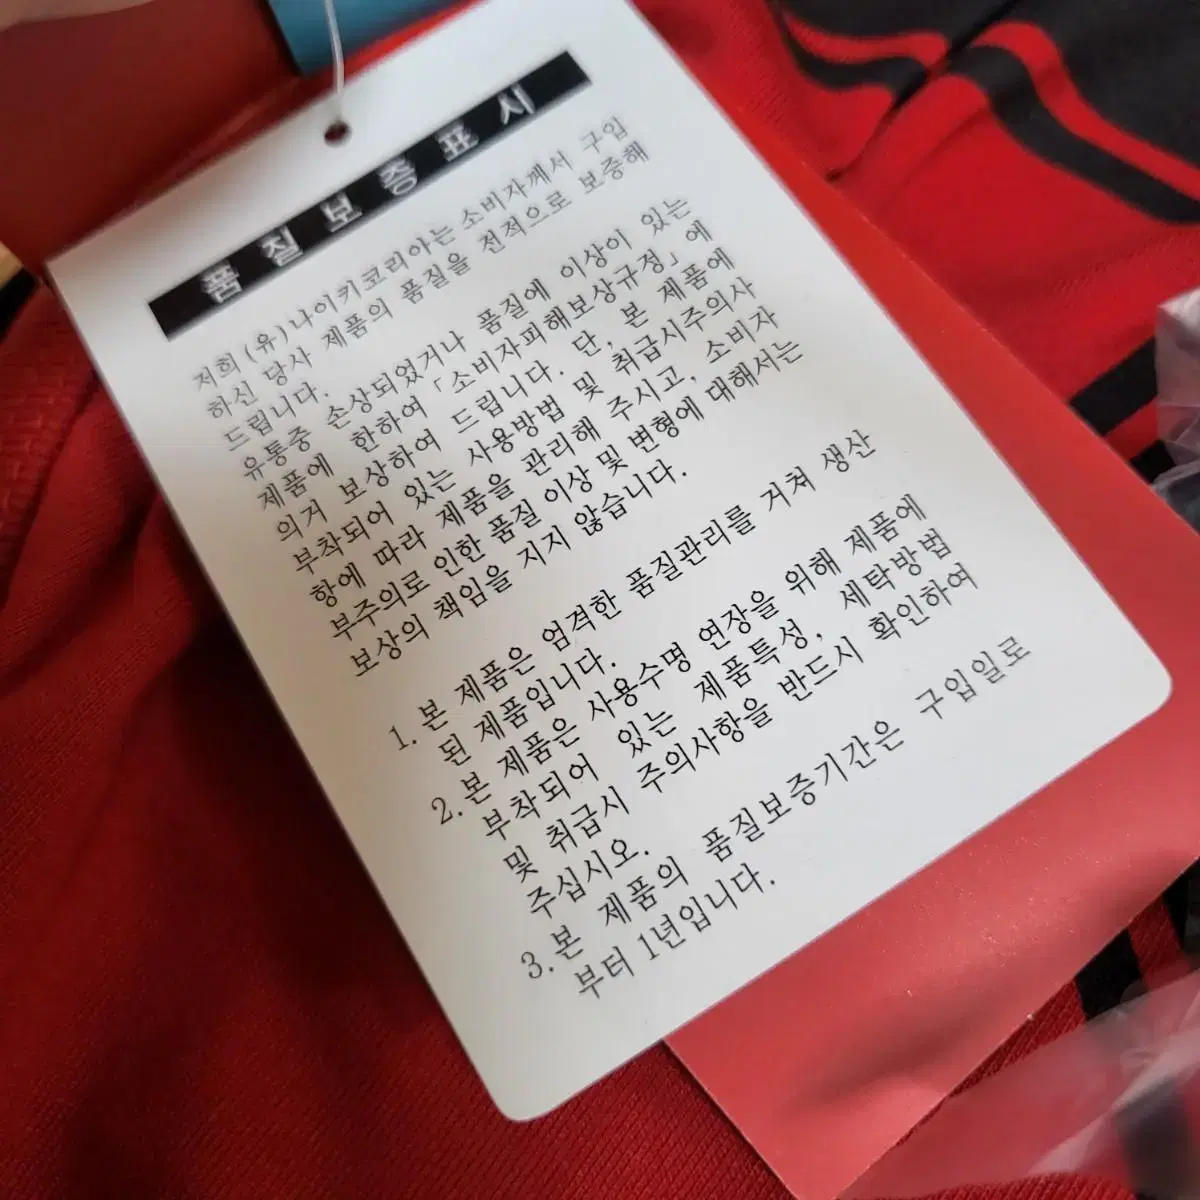 품질보증표시
저희 (유)나이키코리아는 소비자께서 구입
하신 당사 제품의 품질을 전적으로 보증해
드립니다.
유통중 손상되었거나 품질에 이상이 있는
제품에 한하여 「소비자피해보상규정」에
의거 보상하여 드립니다. 단, 본 제품에
부착되어 있는 사용방법 및 취급시주의사
항에 따라 제품을 관리해 주시고, 소비자
부주의로 인한 품질 이상 및 변형에 대해서는
보상의 책임을 지지 않습니다.
1. 본 제품은 엄격한 품질관리를 거쳐 생산
된 제품입니다.
2. 본 제품은 사용수명 연장을 위해 제품에
부착되어 있는 제품특성, 세탁방법
및 취급시 주의사항을 반드시 확인하여
주십시오.
3. 본 제품의 품질보증기간은 구입일로
부터 1년입니다.